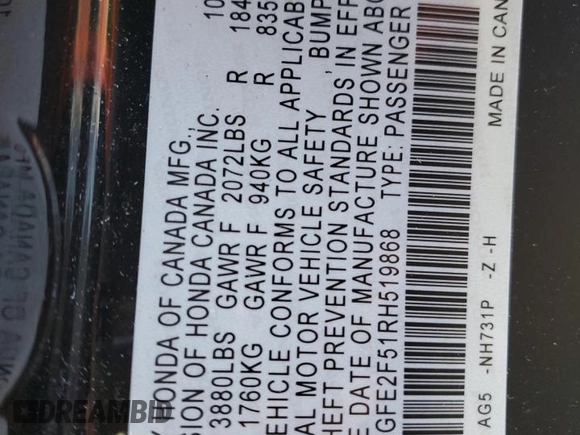 Y HONDA OF CANADA MFG.,
SION OF HONDA CANADA INC. 10
3880LBS GAWR F 2072LBS R 184
1760KG GAWR F 940KG R 835
EHICLE CONFORMS TO ALL APPLICAB
AL MOTOR VEHICLE SAFETY , BUMP
HEFT PREVENTION STANDARDS IN EFF
E DATE OF MANUFACTURE SHOWN ABO
GFE2F51RH519868 TYPE: PASSENGER
AG5 -NH731P -Z -H MADE IN CAN
DREAMBID